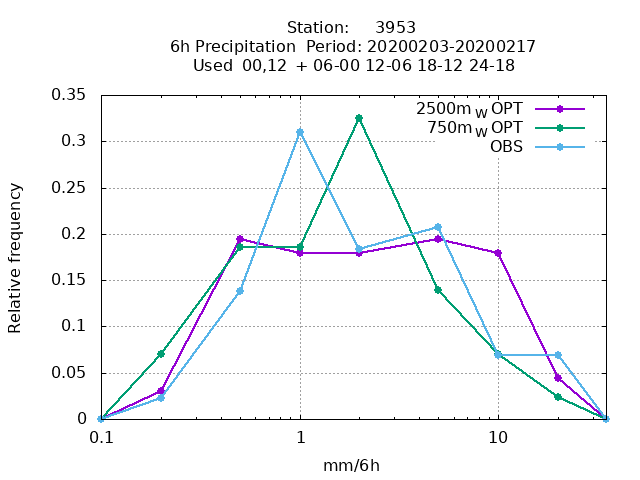 Station: 3953
6h Precipitation Period: 20200203-20200217
Used 00,12 + 06-00 12-06 18-12 24-18
0.35
0.3
0.25
0.2
0.15
0.1
0.05
0
0.1 1 10
Relative frequency
mm/6h
2500m W OPT
750m W OPT
OBS